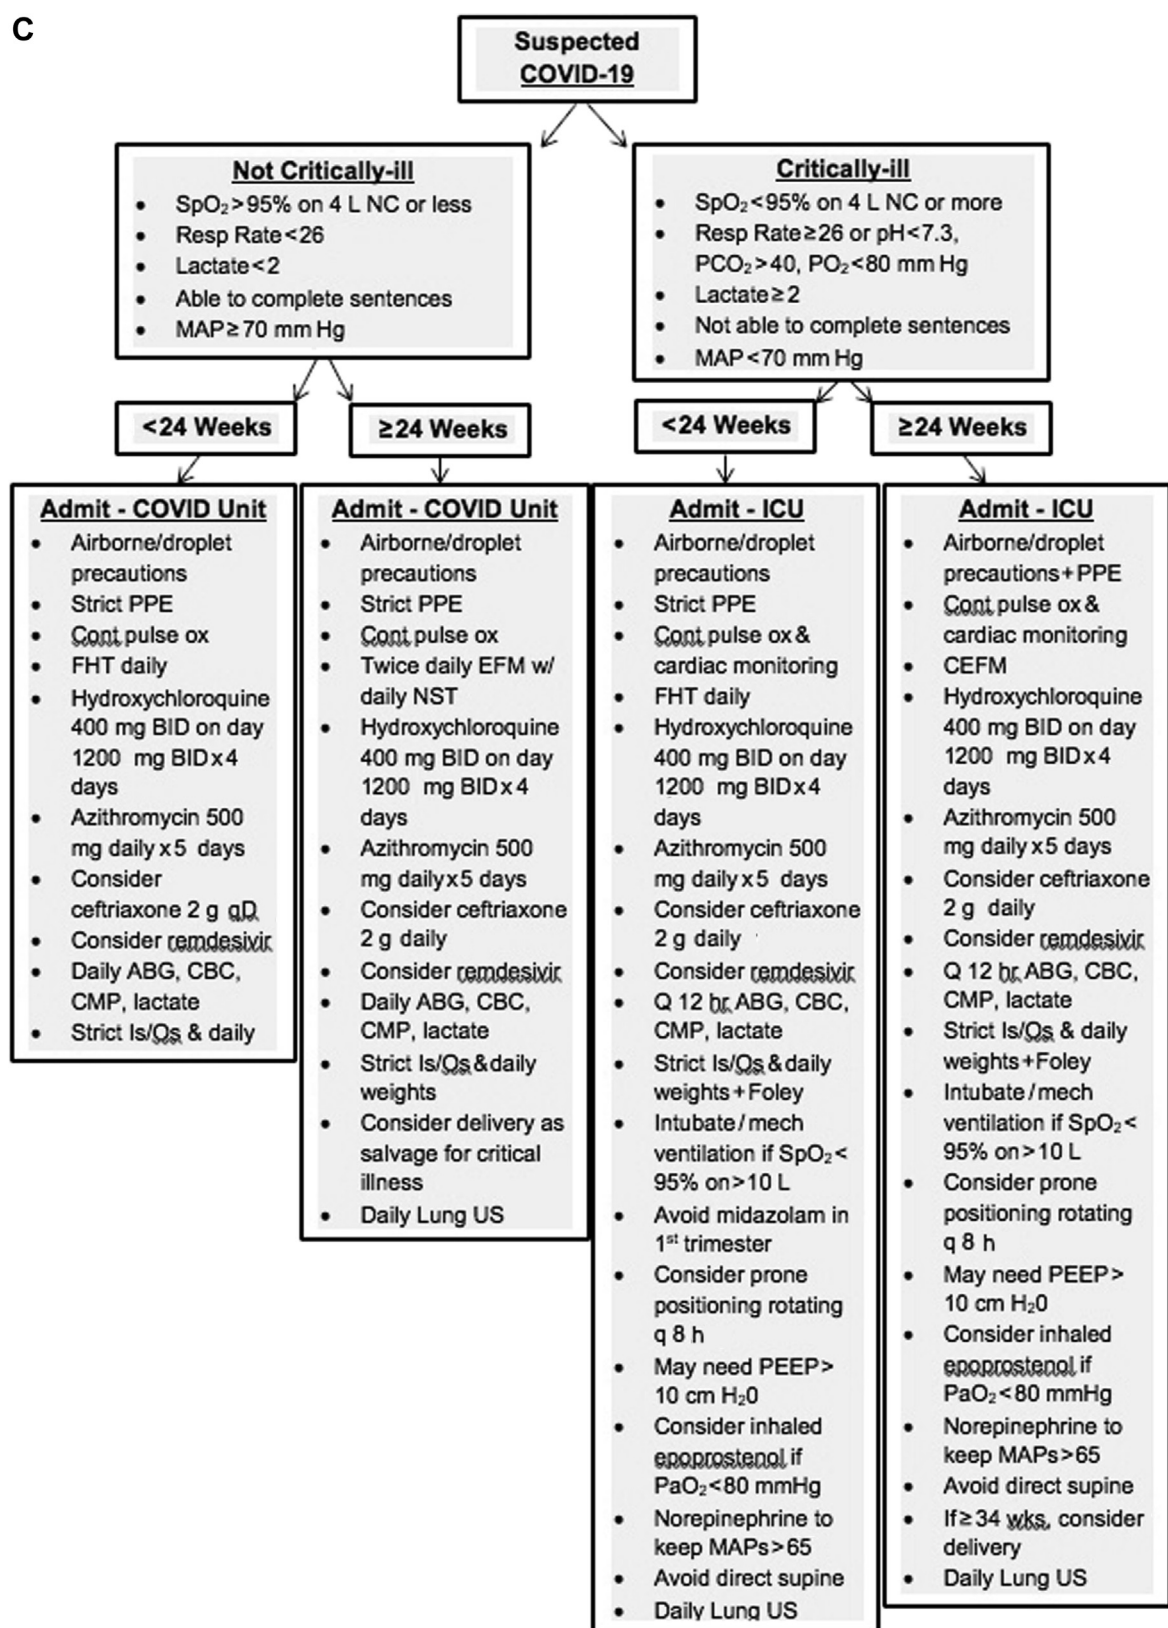 C
Suspected
COVID-19
Not Critically-ill
• SpO₂>95% on 4 L NC or less
• Resp Rate<26
• Lactate<2
• Able to complete sentences
• MAP≥70 mm Hg
Critically-ill
• SpO₂<95% on 4 L NC or more
• Resp Rate≥26 or pH<7.3,
PCO₂>40, PO₂<80 mm Hg
• Lactate≥2
• Not able to complete sentences
• MAP<70 mm Hg
<24 Weeks
≥24 Weeks
<24 Weeks
≥24 Weeks
Admit - COVID Unit
• Airborne/droplet
precautions
• Strict PPE
• Cont pulse ox
• FHT daily
• Hydroxychloroquine
400 mg BID on day
1200 mg BID x 4
days
• Azithromycin 500
mg daily x 5 days
• Consider
ceftriaxone 2 g qD
• Consider remdesivir
• Daily ABG, CBC,
CMP, lactate
• Strict Is/Os & daily
Admit - COVID Unit
• Airborne/droplet
precautions
• Strict PPE
• Cont pulse ox
• Twice daily EFM w/
daily NST
• Hydroxychloroquine
400 mg BID on day
1200 mg BID x 4
days
• Azithromycin 500
mg daily x 5 days
• Consider ceftriaxone
2 g daily
• Consider remdesivir
• Daily ABG, CBC,
CMP, lactate
• Strict Is/Os & daily
weights
• Consider delivery as
salvage for critical
illness
• Daily Lung US
Admit - ICU
• Airborne/droplet
precautions
• Strict PPE
• Cont pulse ox &
cardiac monitoring
• FHT daily
• Hydroxychloroquine
400 mg BID on day
1200 mg BID x 4
days
• Azithromycin 500
mg daily x 5 days
• Consider ceftriaxone
2 g daily
• Consider remdesivir
• Q 12 hr ABG, CBC,
CMP, lactate
• Strict Is/Os & daily
weights + Foley
• Intubate / mech
ventilation if SpO₂<
95% on>10 L
• Avoid midazolam in
1st trimester
• Consider prone
positioning rotating
q 8 h
• May need PEEP>
10 cm H₂0
• Consider inhaled
epoprostenol if
PaO₂<80 mmHg
• Norepinephrine to
keep MAPs>65
• Avoid direct supine
• Daily Lung US
Admit - ICU
• Airborne/droplet
precautions + PPE
• Cont pulse ox &
cardiac monitoring
• CEFM
• Hydroxychloroquine
400 mg BID on day
1200 mg BID x 4
days
• Azithromycin 500
mg daily x 5 days
• Consider ceftriaxone
2 g daily
• Consider remdesivir
• Q 12 hr ABG, CBC,
CMP, lactate
• Strict Is/Os & daily
weights + Foley
• Intubate / mech
ventilation if SpO₂<
95% on>10 L
• Consider prone
positioning rotating
q 8 h
• May need PEEP>
10 cm H₂0
• Consider inhaled
epoprostenol if
PaO₂<80 mmHg
• Norepinephrine to
keep MAPs>65
• Avoid direct supine
• If ≥ 34 wks, consider
delivery
• Daily Lung US